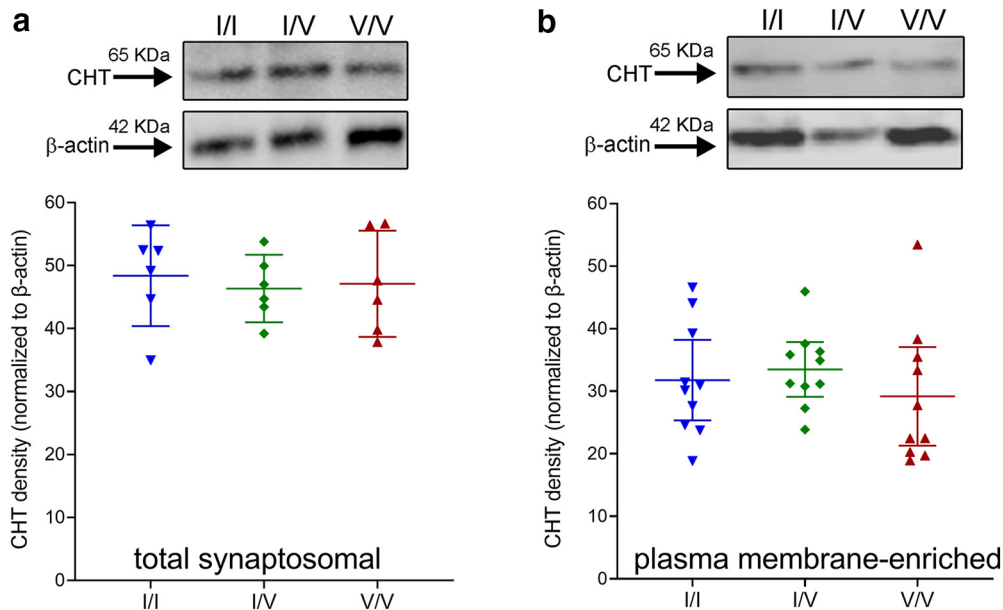 a
I/I I/V V/V
65 KDa
CHT
42 KDa
β-actin
CHT density (normalized to β-actin)
60
50
40
30
20
10
0
total synaptosomal
I/I I/V V/V
b
I/I I/V V/V
65 KDa
CHT
42 KDa
β-actin
CHT density (normalized to β-actin)
60
50
40
30
20
10
0
plasma membrane-enriched
I/I I/V V/V